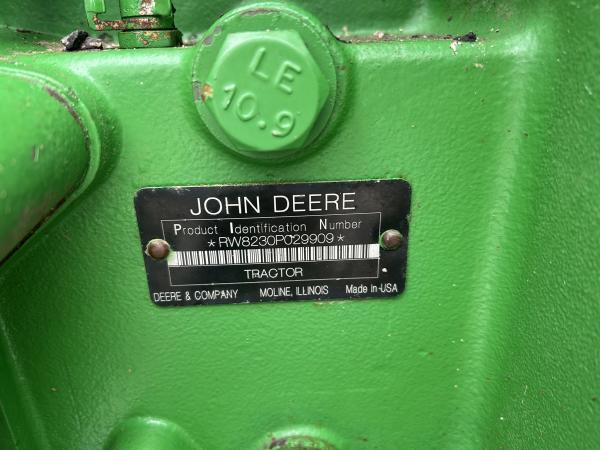 LE
10.9
JOHN DEERE
Product Identification Number
*RW8230P029909*
TRACTOR
DEERE & COMPANY MOLINE, ILLINOIS Made in USA